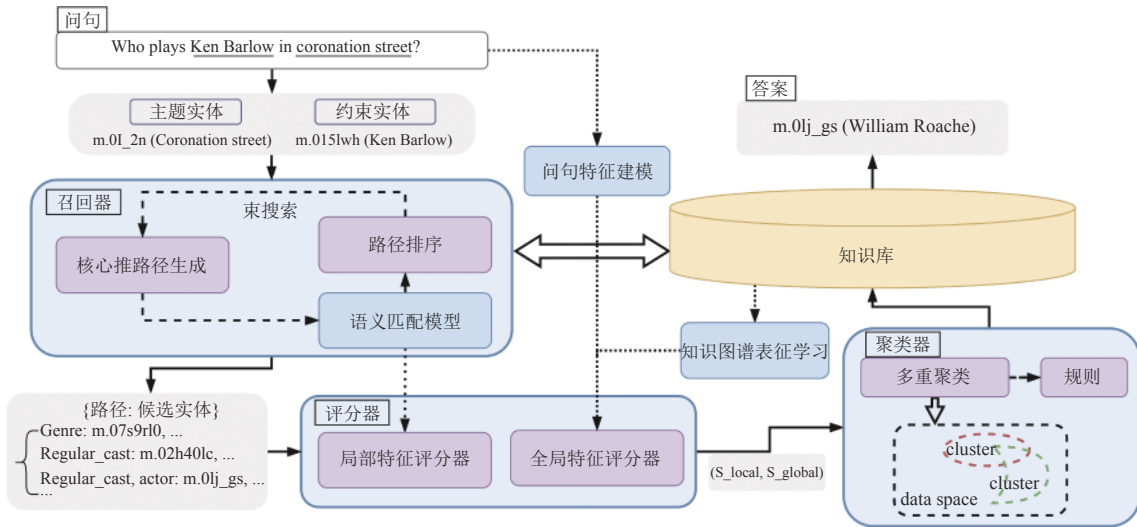 问句
Who plays Ken Barlow in coronation street?
主题实体
约束实体
m.0I_2n (Coronation street)
m.015lwh (Ken Barlow)
答案
m.0lj_gs (William Roache)
问句特征建模
召回器
束搜索
核心推路径生成
路径排序
语义匹配模型
知识库
知识图谱表征学习
{路径: 候选实体}
Genre: m.07s9rl0, ...
Regular_cast: m.02h40lc, ...
Regular_cast, actor: m.0lj_gs, ...
...
评分器
局部特征评分器
全局特征评分器
(S_local, S_global)
聚类器
多重聚类
规则
cluster
cluster
data space